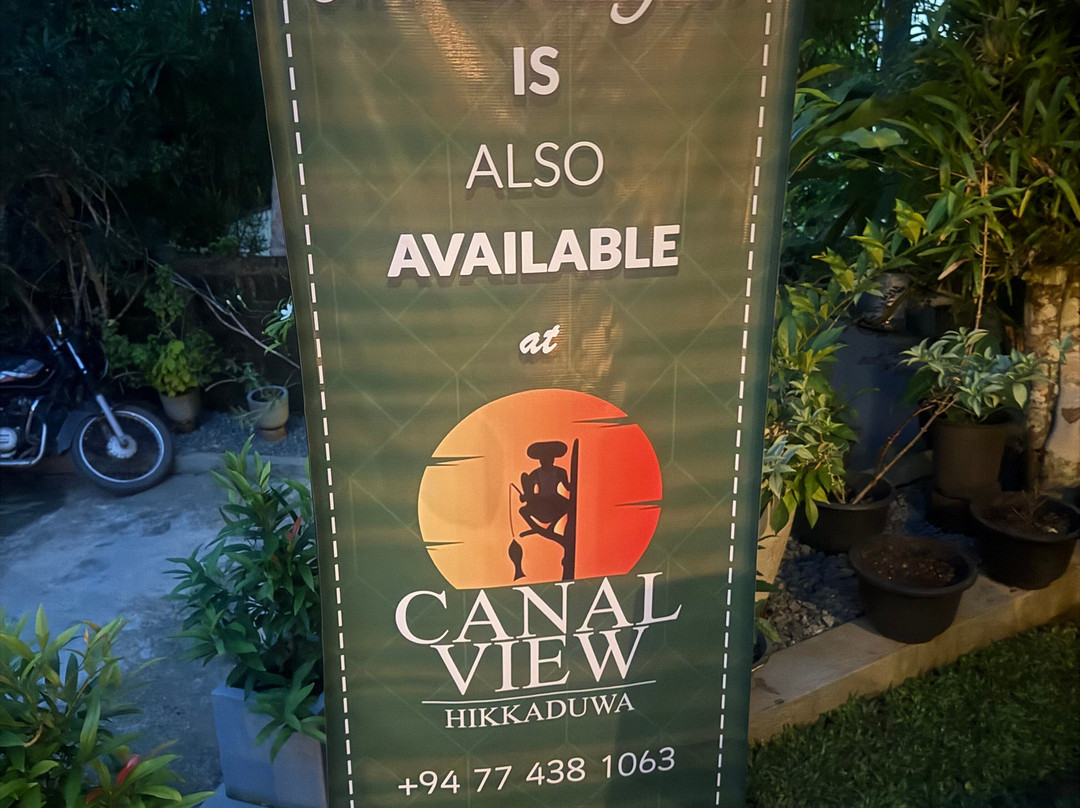 IS
ALSO
AVAILABLE
at
CANAL
VIEW
HIKKADUWA
+94 77 438 1063